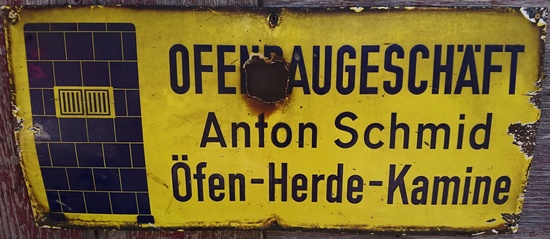 OFENBAUGESCHÄFT
Anton Schmid
Öfen-Herde-Kamine